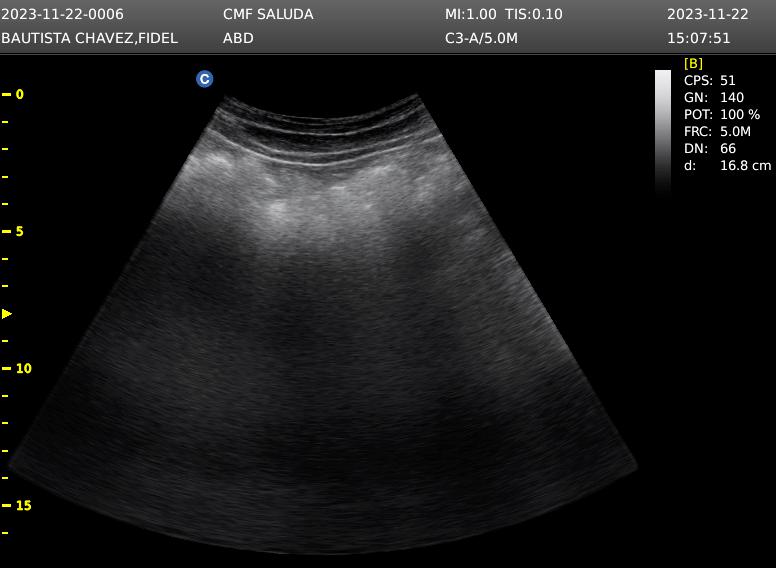 2023-11-22-0006 CMF SALUDA MI:1.00 TIS:0.10 2023-11-22
BAUTISTA CHAVEZ,FIDEL ABD C3-A/5.0M 15:07:51
[B]
C
CPS: 51
0
GN: 140
POT: 100 %
FRC: 5.0M
DN: 66
d: 16.8 cm
5
10
15